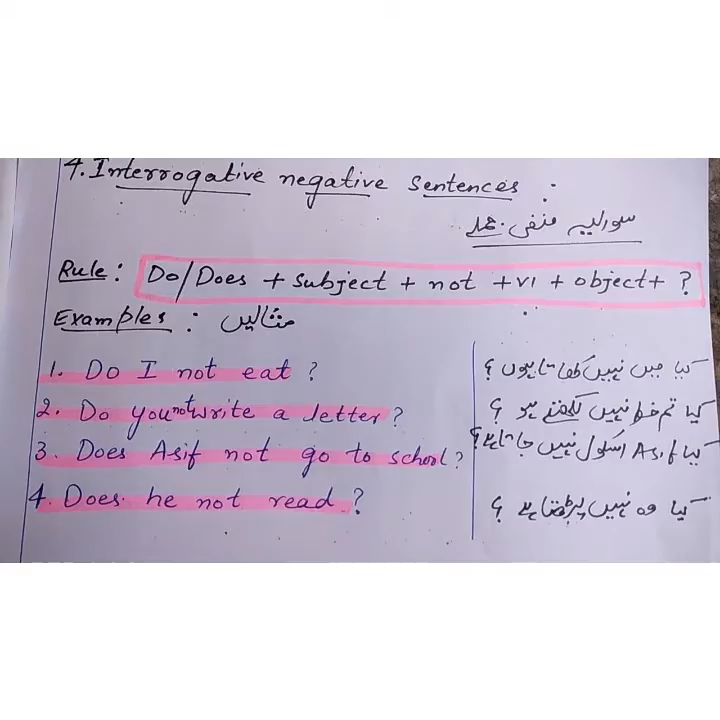 4. Interrogative negative sentences :
سوالیہ منفی جملے
Rule : Do/Does + subject + not + v1 + object + ?
Examples : مثالیں
1. Do I not eat ?
کیا میں نہیں کھاتا ہوں ؟
2. Do you not write a letter ?
کیا تم خط نہیں لکھتے ہو ؟
3. Does Asif not go to school ?
کیا Asif اسکول نہیں جاتا ہے ؟
4. Does he not read ?
کیا وہ نہیں پڑھتا ہے ؟